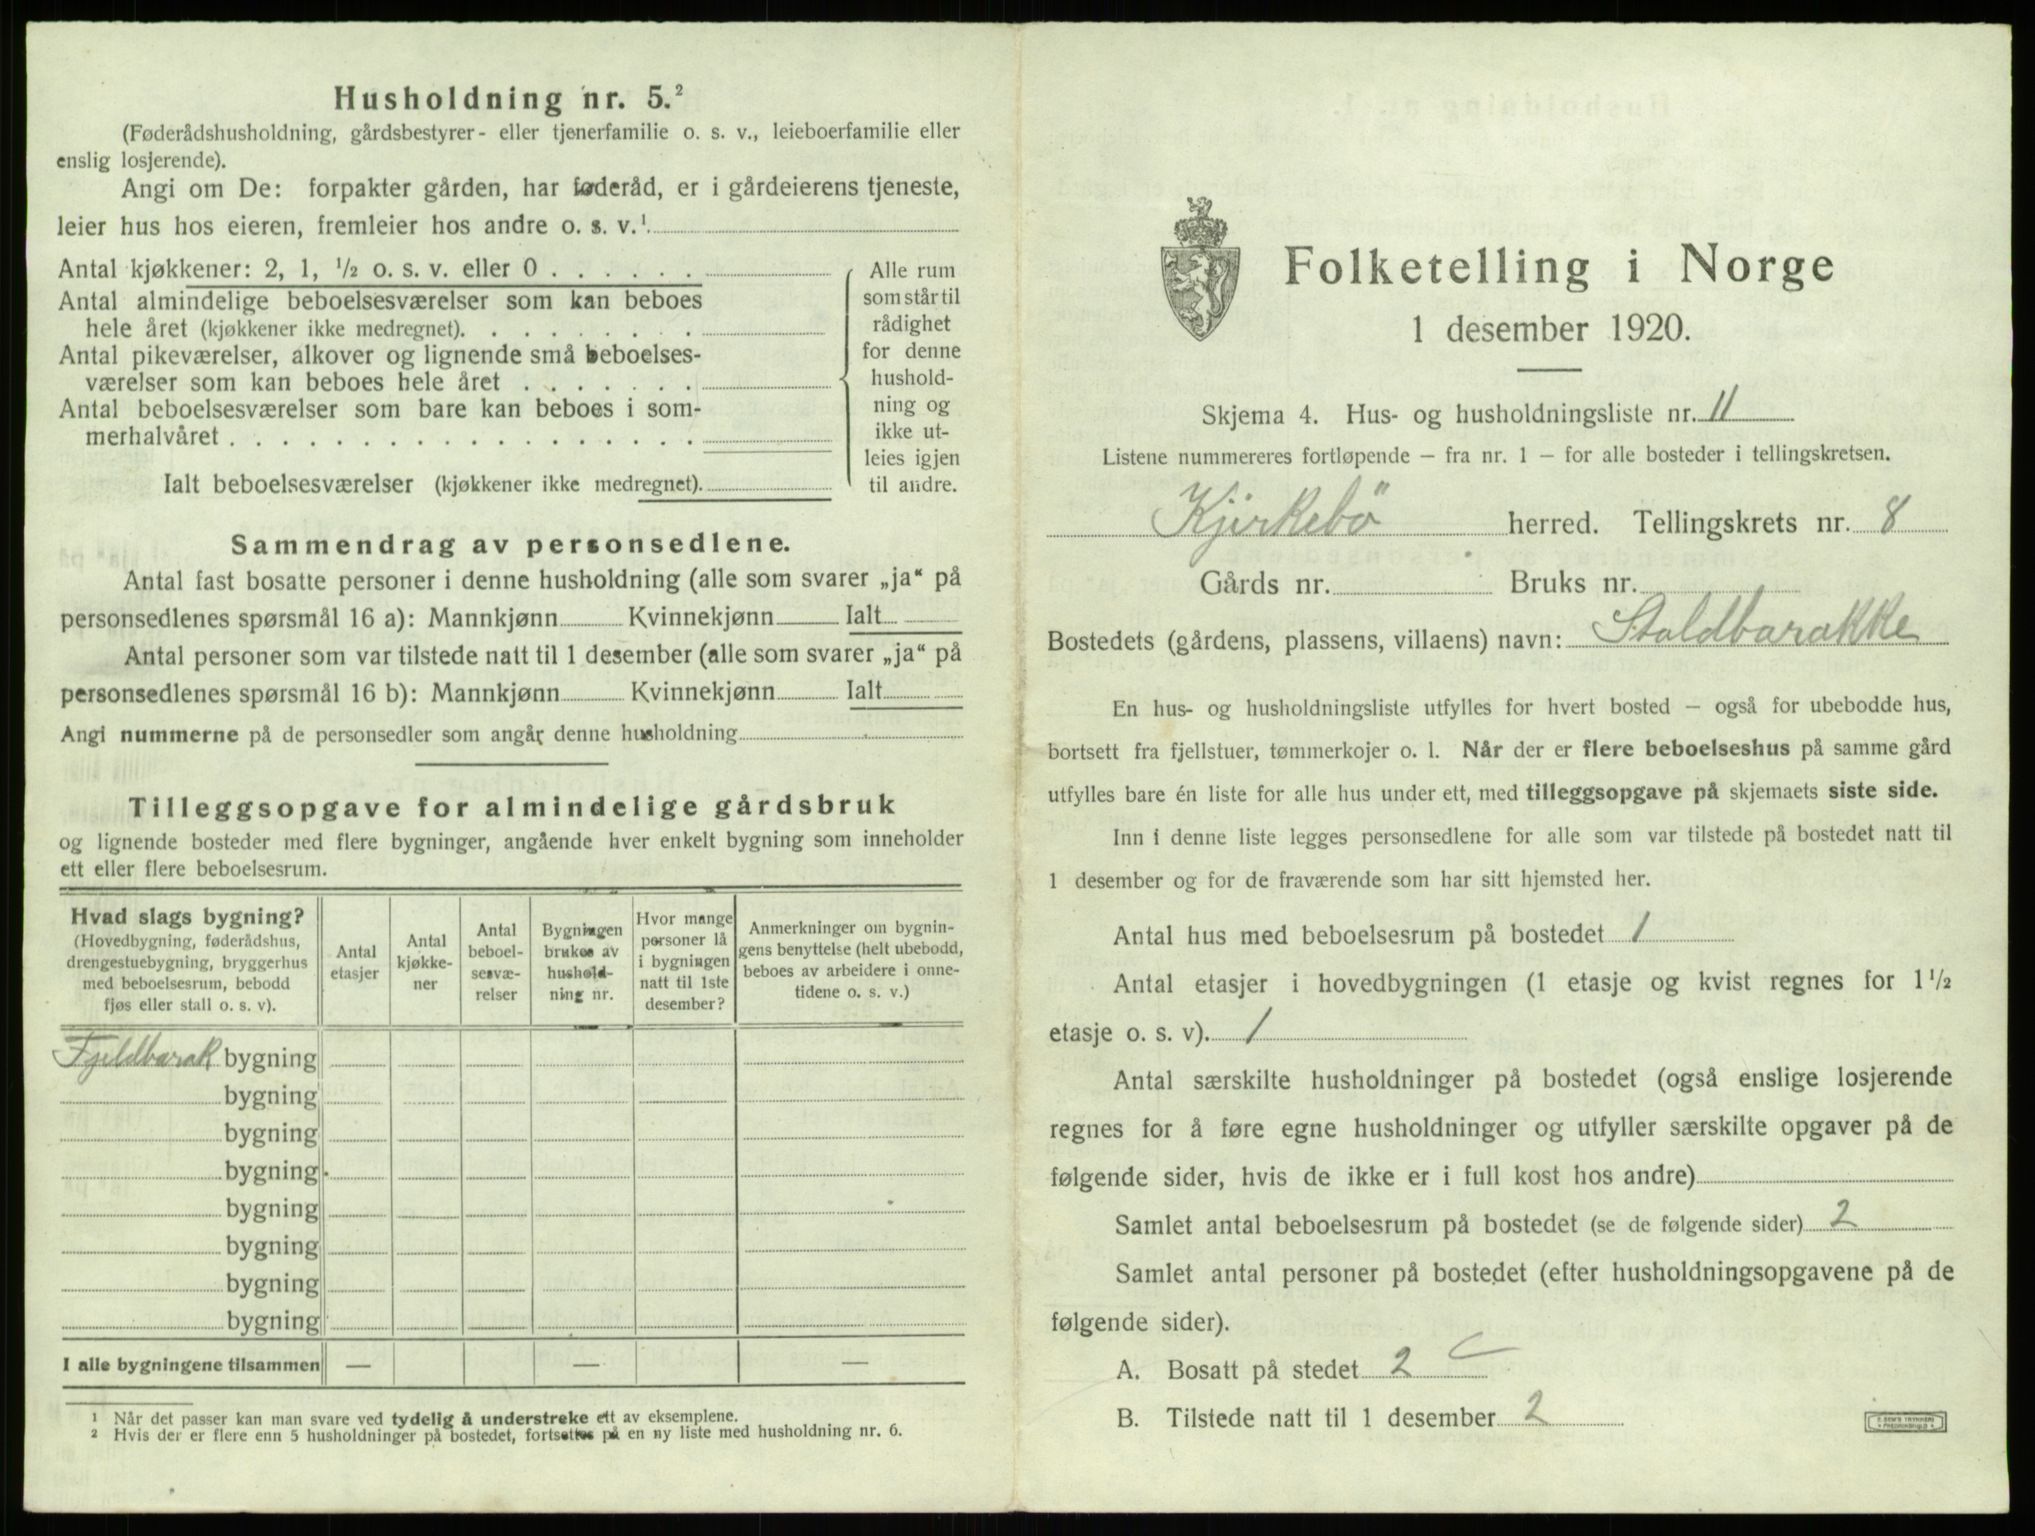 Husholdning nr. 5.²
(Føderådshusholdning, gårdsbestyrer- eller tjenerfamilie o. s. v., leieboerfamilie eller
enslig losjerende).
Angi om De: forpakter gården, har føderåd, er i gårdeierens tjeneste,
leier hus hos eieren, fremleier hos andre o. s. v.¹
Antal kjøkkener: 2, 1, ½ o. s. v. eller 0 . . . . . .
Antal almindelige beboelsesværelser som kan beboes
hele året (kjøkkener ikke medregnet). . . . . . . . .
Antal pikeværelser, alkover og lignende små beboelses-
værelser som kan beboes hele året . . . . . . .
Antal beboelsesværelser som bare kan beboes i som-
merhalvåret . . . . . . . . . . . . . . . . . .
Ialt beboelsesværelser (kjøkkener ikke medregnet).
Alle rum
som står til
rådighet
for denne
hushold-
ning og
ikke ut-
leies igjen
til andre.
Sammendrag av personsedlene.
Antal fast bosatte personer i denne husholdning (alle som svarer „ja“ på
personsedlenes spørsmål 16 a): Mannkjønn Kvinnekjønn Ialt
Antal personer som var tilstede natt til 1 desember (alle som svarer „ja“ på
personsedlenes spørsmål 16 b): Mannkjønn Kvinnekjønn Ialt
Angi nummerne på de personsedler som angår denne husholdning
Tilleggsopgave for almindelige gårdsbruk
og lignende bosteder med flere bygninger, angående hver enkelt bygning som inneholder
ett eller flere beboelsesrum.
Hvad slags bygning?
(Hovedbygning, føderådshus,
drengestuebygning, bryggerhus
med beboelsesrum, bebodd
fjøs eller stall o. s. v).
Antal
etasjer
Antal
kjøkke-
ner
Antal
beboel-
sesvæ-
relser
Bygningen
brukes av
hushold-
ning nr.
Hvor mange
personer lå
i bygningen
natt til 1ste
desember?
Anmerkninger om bygnin-
gens benyttelse (helt ubebodd,
beboes av arbeidere i onne-
tidene o. s. v.)
Fjeldbarak bygning
bygning
bygning
bygning
bygning
bygning
bygning
bygning
I alle bygningene tilsammen — — —
1 Når det passer kan man svare ved tydelig å understreke ett av eksemplene.
2 Hvis der er flere enn 5 husholdninger på bostedet, fortsettes på en ny liste med husholdning nr. 6.
Folketelling i Norge
1 desember 1920.
Skjema 4. Hus- og husholdningsliste nr. 11
Listene nummereres fortløpende – fra nr. 1 – for alle bosteder i tellingskretsen.
Kjirkebö herred. Tellingskrets nr. 8
Gårds nr. Bruks nr.
Bostedets (gårdens, plassens, villaens) navn: Staldbarakke
En hus- og husholdningsliste utfylles for hvert bosted – også for ubebodde hus,
bortsett fra fjellstuer, tømmerkojer o. l. Når der er flere beboelseshus på samme gård
utfylles bare én liste for alle hus under ett, med tilleggsopgave på skjemaets siste side.
Inn i denne liste legges personsedlene for alle som var tilstede på bostedet natt til
1 desember og for de fraværende som har sitt hjemsted her.
Antal hus med beboelsesrum på bostedet 1
Antal etasjer i hovedbygningen (1 etasje og kvist regnes for 1½
etasje o. s. v). 1
Antal særskilte husholdninger på bostedet (også enslige losjerende
regnes for å føre egne husholdninger og utfyller særskilte opgaver på de
følgende sider, hvis de ikke er i full kost hos andre)
Samlet antal beboelsesrum på bostedet (se de følgende sider) 2
Samlet antal personer på bostedet (efter husholdningsopgavene på de
følgende sider).
A. Bosatt på stedet 2
B. Tilstede natt til 1 desember 2